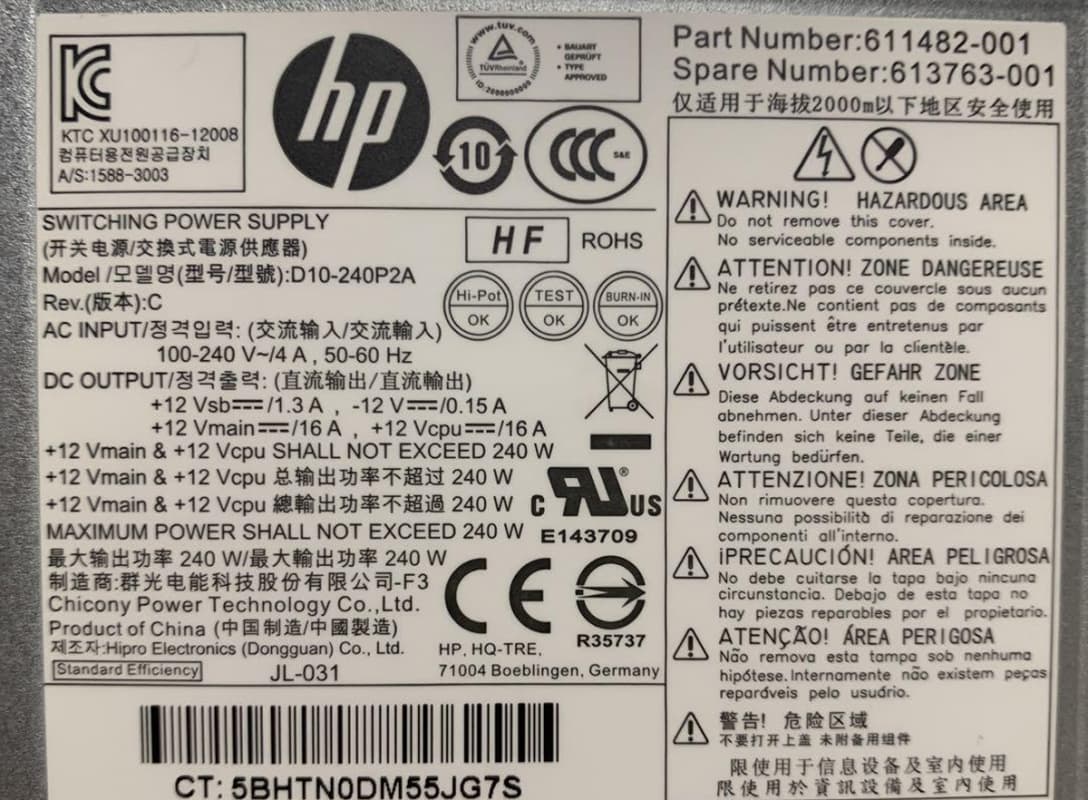 KC
KTC XU100116-12008
컴퓨터용전원공급장치
A/S:1588-3003
hp
www.tuv.com
TÜVRheinland
ID:2000000000
• BAUART
GEPRÜFT
• TYPE
APPROVED
10
CCC S&E
Part Number:611482-001
Spare Number:613763-001
仅适用于海拔2000m以下地区安全使用
SWITCHING POWER SUPPLY
(开关电源/交換式電源供應器)
Model /모델명(型号/型號):D10-240P2A
Rev.(版本):C
HF ROHS
Hi-Pot
OK
TEST
OK
BURN-IN
OK
AC INPUT/정격입력: (交流输入/交流輸入)
100-240 V~/4 A , 50-60 Hz
DC OUTPUT/정격출력: (直流输出/直流輸出)
+12 Vsb⎓/1.3 A , -12 V⎓/0.15 A
+12 Vmain⎓/16 A , +12 Vcpu⎓/16 A
+12 Vmain & +12 Vcpu SHALL NOT EXCEED 240 W
+12 Vmain & +12 Vcpu 总输出功率不超过 240 W
+12 Vmain & +12 Vcpu 總輸出功率不超過 240 W
MAXIMUM POWER SHALL NOT EXCEED 240 W
最大输出功率 240 W/最大輸出功率 240 W
制造商:群光电能科技股份有限公司-F3
Chicony Power Technology Co.,Ltd.
Product of China (中国制造/中國製造)
제조자:Hipro Electronics (Dongguan) Co., Ltd.
Standard Efficiency JL-031
C RU® US
E143709
CE
R35737
HP, HQ-TRE,
71004 Boeblingen, Germany
CT: 5BHTN0DM55JG7S
WARNING! HAZARDOUS AREA
Do not remove this cover.
No serviceable components inside.
ATTENTION! ZONE DANGEREUSE
Ne retirez pas ce couvercle sous aucun
prétexte.Ne contient pas de composants
qui puissent être entretenus par
l'utilisateur ou par la clientèle.
VORSICHT! GEFAHR ZONE
Diese Abdeckung auf keinen Fall
abnehmen. Unter dieser Abdeckung
befinden sich keine Teile, die einer
Wartung bedürfen.
ATTENZIONE! ZONA PERICOLOSA
Non rimuovere questa copertura.
Nessuna possibilità di reparazione dei
componenti all'interno.
¡PRECAUCIÓN! AREA PELIGROSA
No debe cuitarse la tapa bajo ninguna
circunstancia. Debajo de esta tapa no
hay piezas reparables por el propietario.
ATENÇÃO! ÁREA PERIGOSA
Não remova esta tampa sob nenhuma
hipótese.Internamente não existem peças
repardveis pelo usudrio.
警告! 危险区域
不要打开上盖 未附备用组件
限使用于信息设备及室内使用
限使用於資訊設備及室内使用